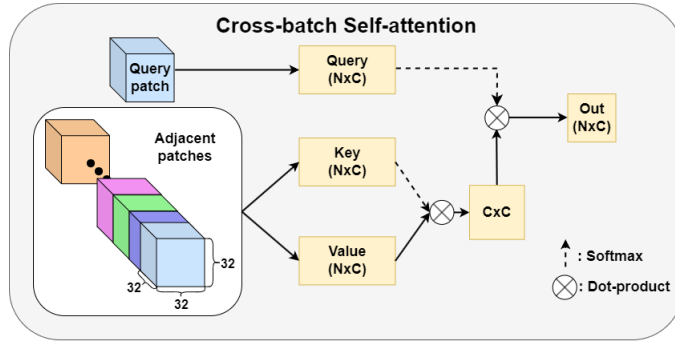 Cross-batch Self-attention
Query
patch
Query
(NxC)
Out
(NxC)
Adjacent
patches
Key
(NxC)
CxC
Value
(NxC)
32
32
32
: Softmax
: Dot-product